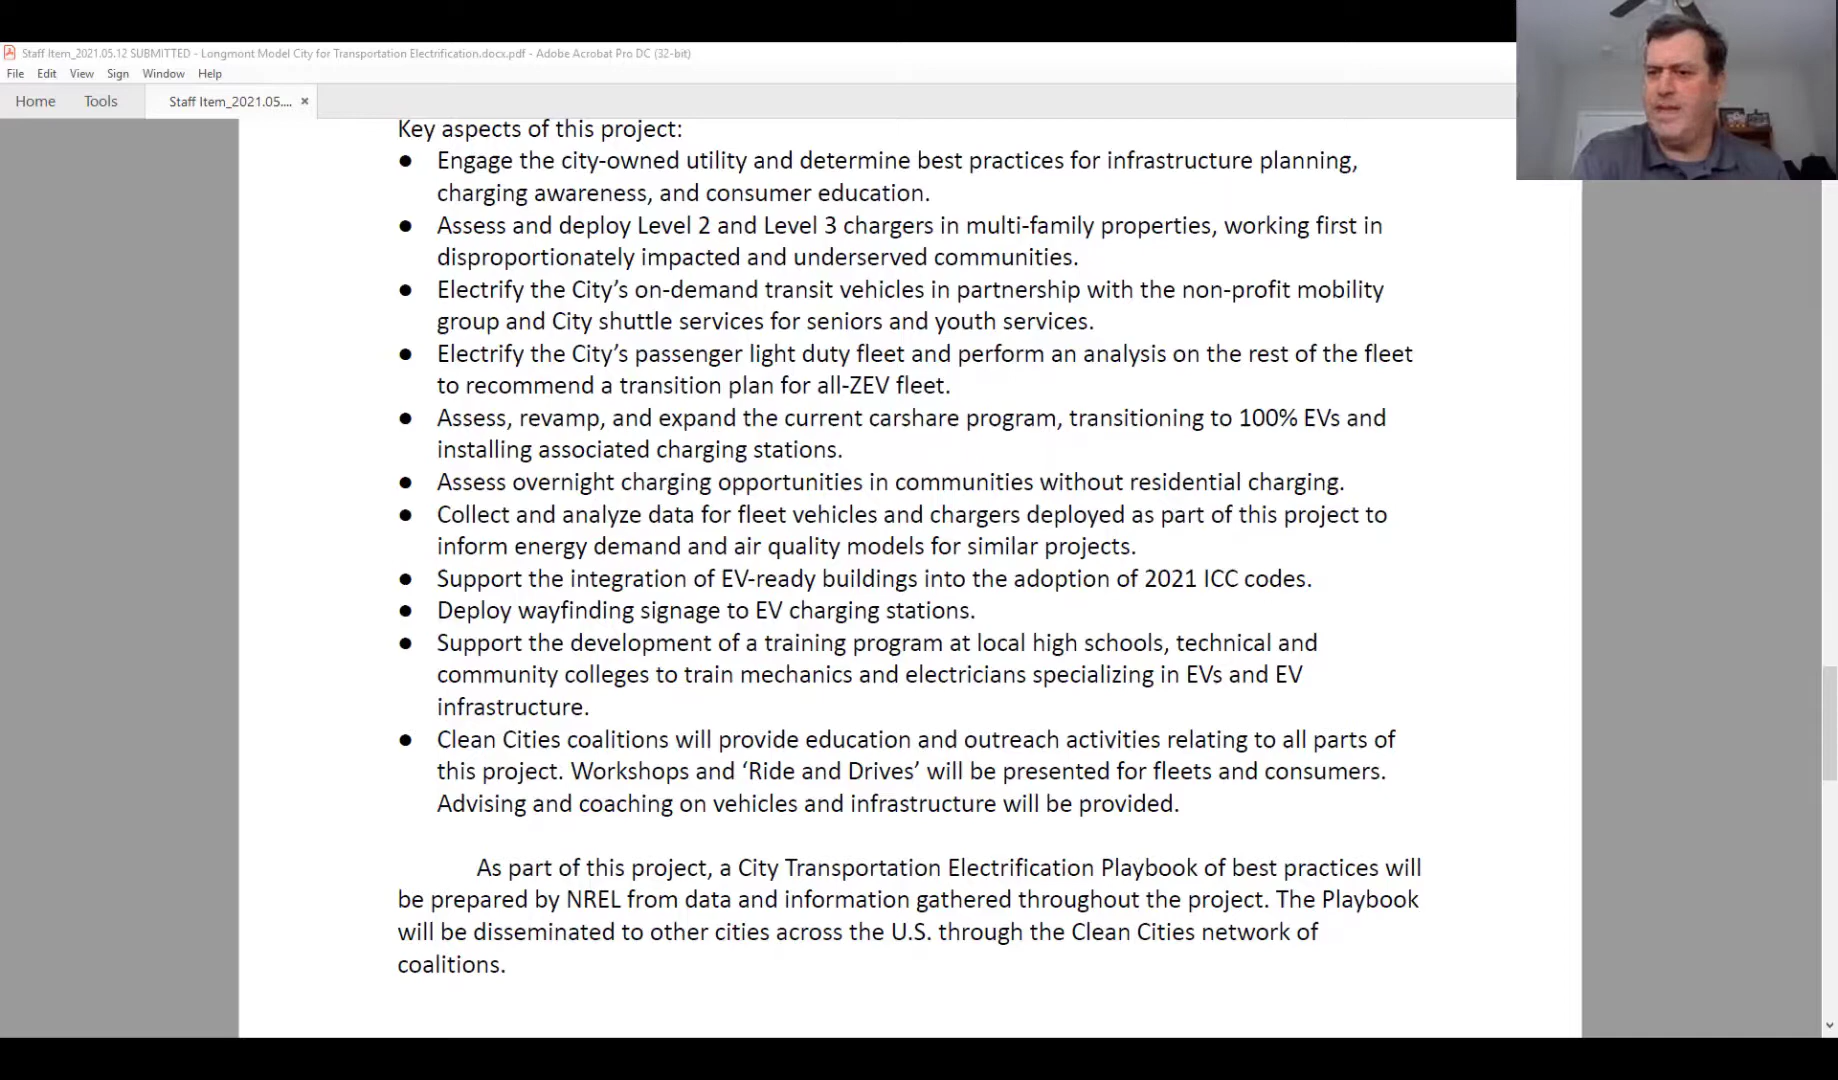 Staff Item_2021.05.12 SUBMITTED - Longmont Model City for Transportation Electrification.docx.pdf - Adobe Acrobat Pro DC (32-bit)
File Edit View Sign Window Help
Home Tools Staff Item_2021.05.... ×
Key aspects of this project:
● Engage the city-owned utility and determine best practices for infrastructure planning,
charging awareness, and consumer education.
● Assess and deploy Level 2 and Level 3 chargers in multi-family properties, working first in
disproportionately impacted and underserved communities.
● Electrify the City’s on-demand transit vehicles in partnership with the non-profit mobility
group and City shuttle services for seniors and youth services.
● Electrify the City’s passenger light duty fleet and perform an analysis on the rest of the fleet
to recommend a transition plan for all-ZEV fleet.
● Assess, revamp, and expand the current carshare program, transitioning to 100% EVs and
installing associated charging stations.
● Assess overnight charging opportunities in communities without residential charging.
● Collect and analyze data for fleet vehicles and chargers deployed as part of this project to
inform energy demand and air quality models for similar projects.
● Support the integration of EV-ready buildings into the adoption of 2021 ICC codes.
● Deploy wayfinding signage to EV charging stations.
● Support the development of a training program at local high schools, technical and
community colleges to train mechanics and electricians specializing in EVs and EV
infrastructure.
● Clean Cities coalitions will provide education and outreach activities relating to all parts of
this project. Workshops and ‘Ride and Drives’ will be presented for fleets and consumers.
Advising and coaching on vehicles and infrastructure will be provided.
As part of this project, a City Transportation Electrification Playbook of best practices will
be prepared by NREL from data and information gathered throughout the project. The Playbook
will be disseminated to other cities across the U.S. through the Clean Cities network of
coalitions.